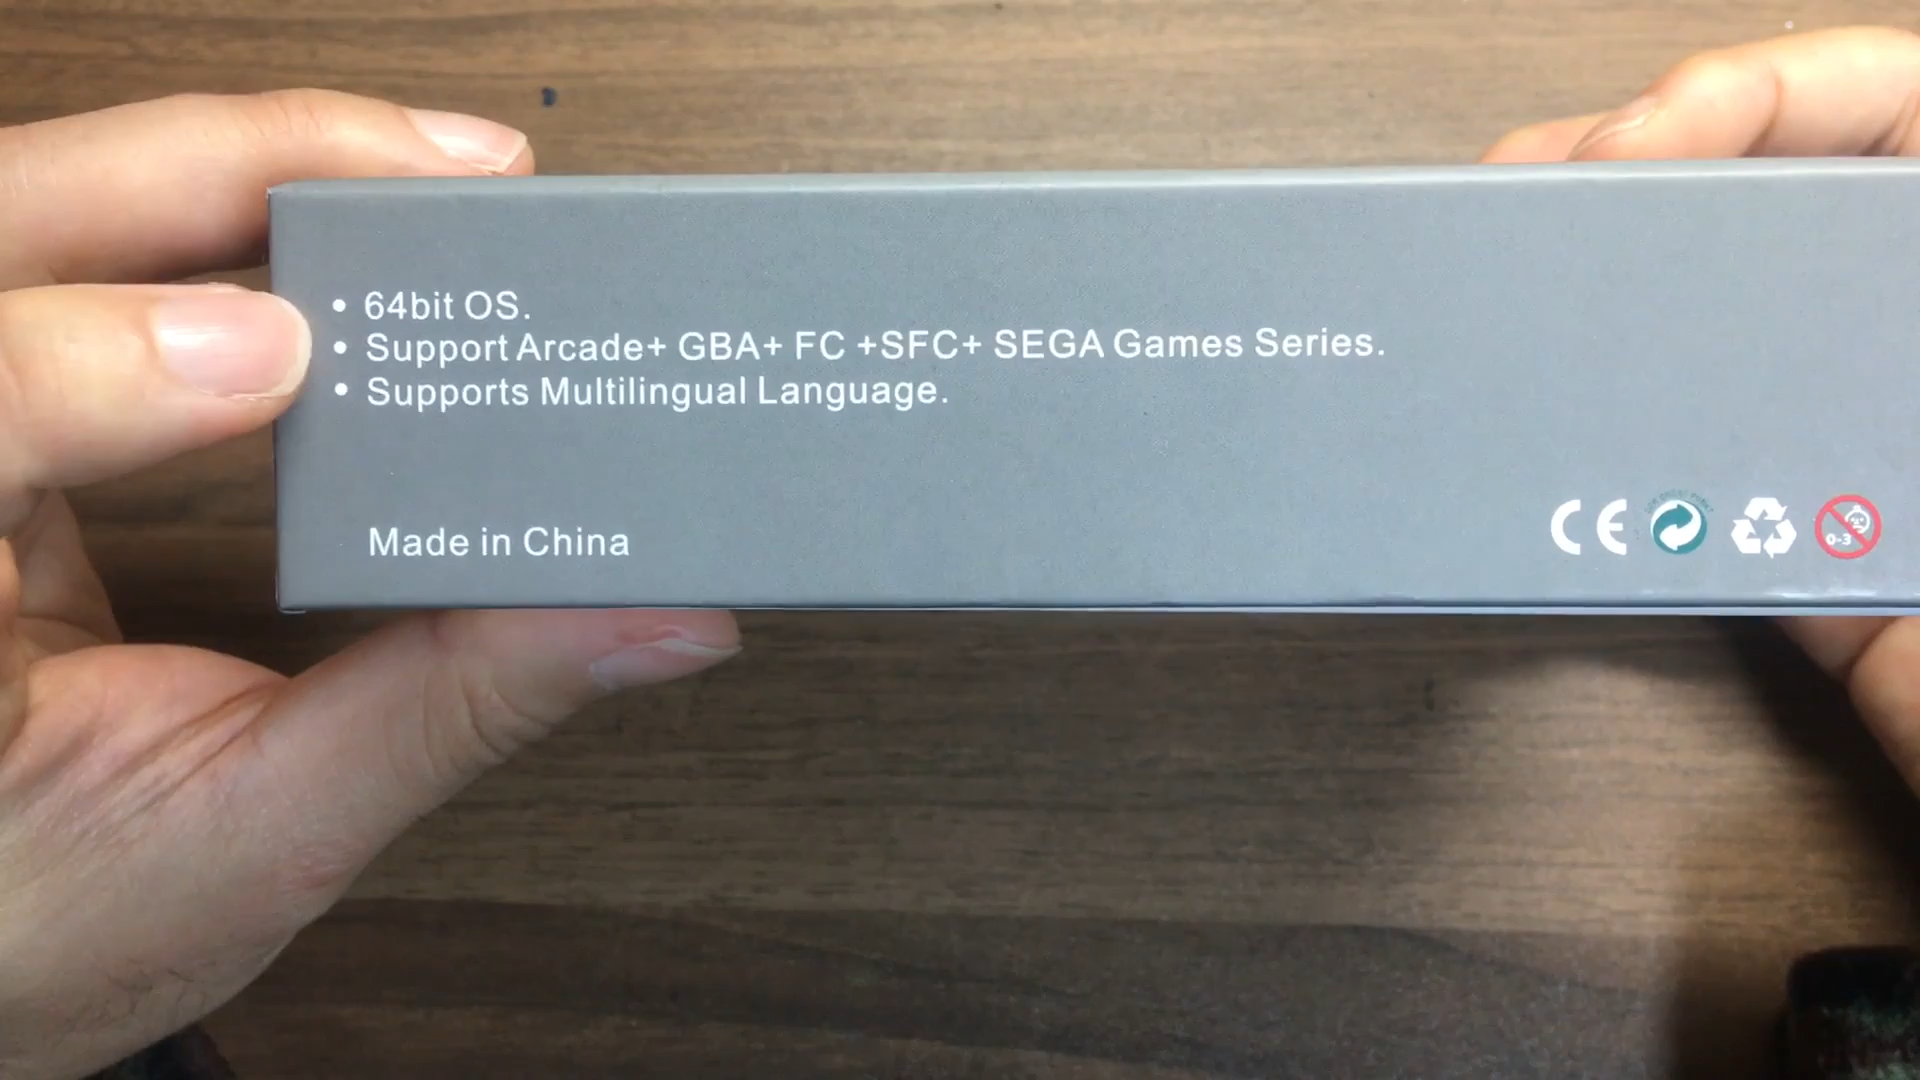 • 64bit OS.
• Support Arcade+ GBA+ FC +SFC+ SEGA Games Series.
• Supports Multilingual Language.
Made in China
CE
0-3